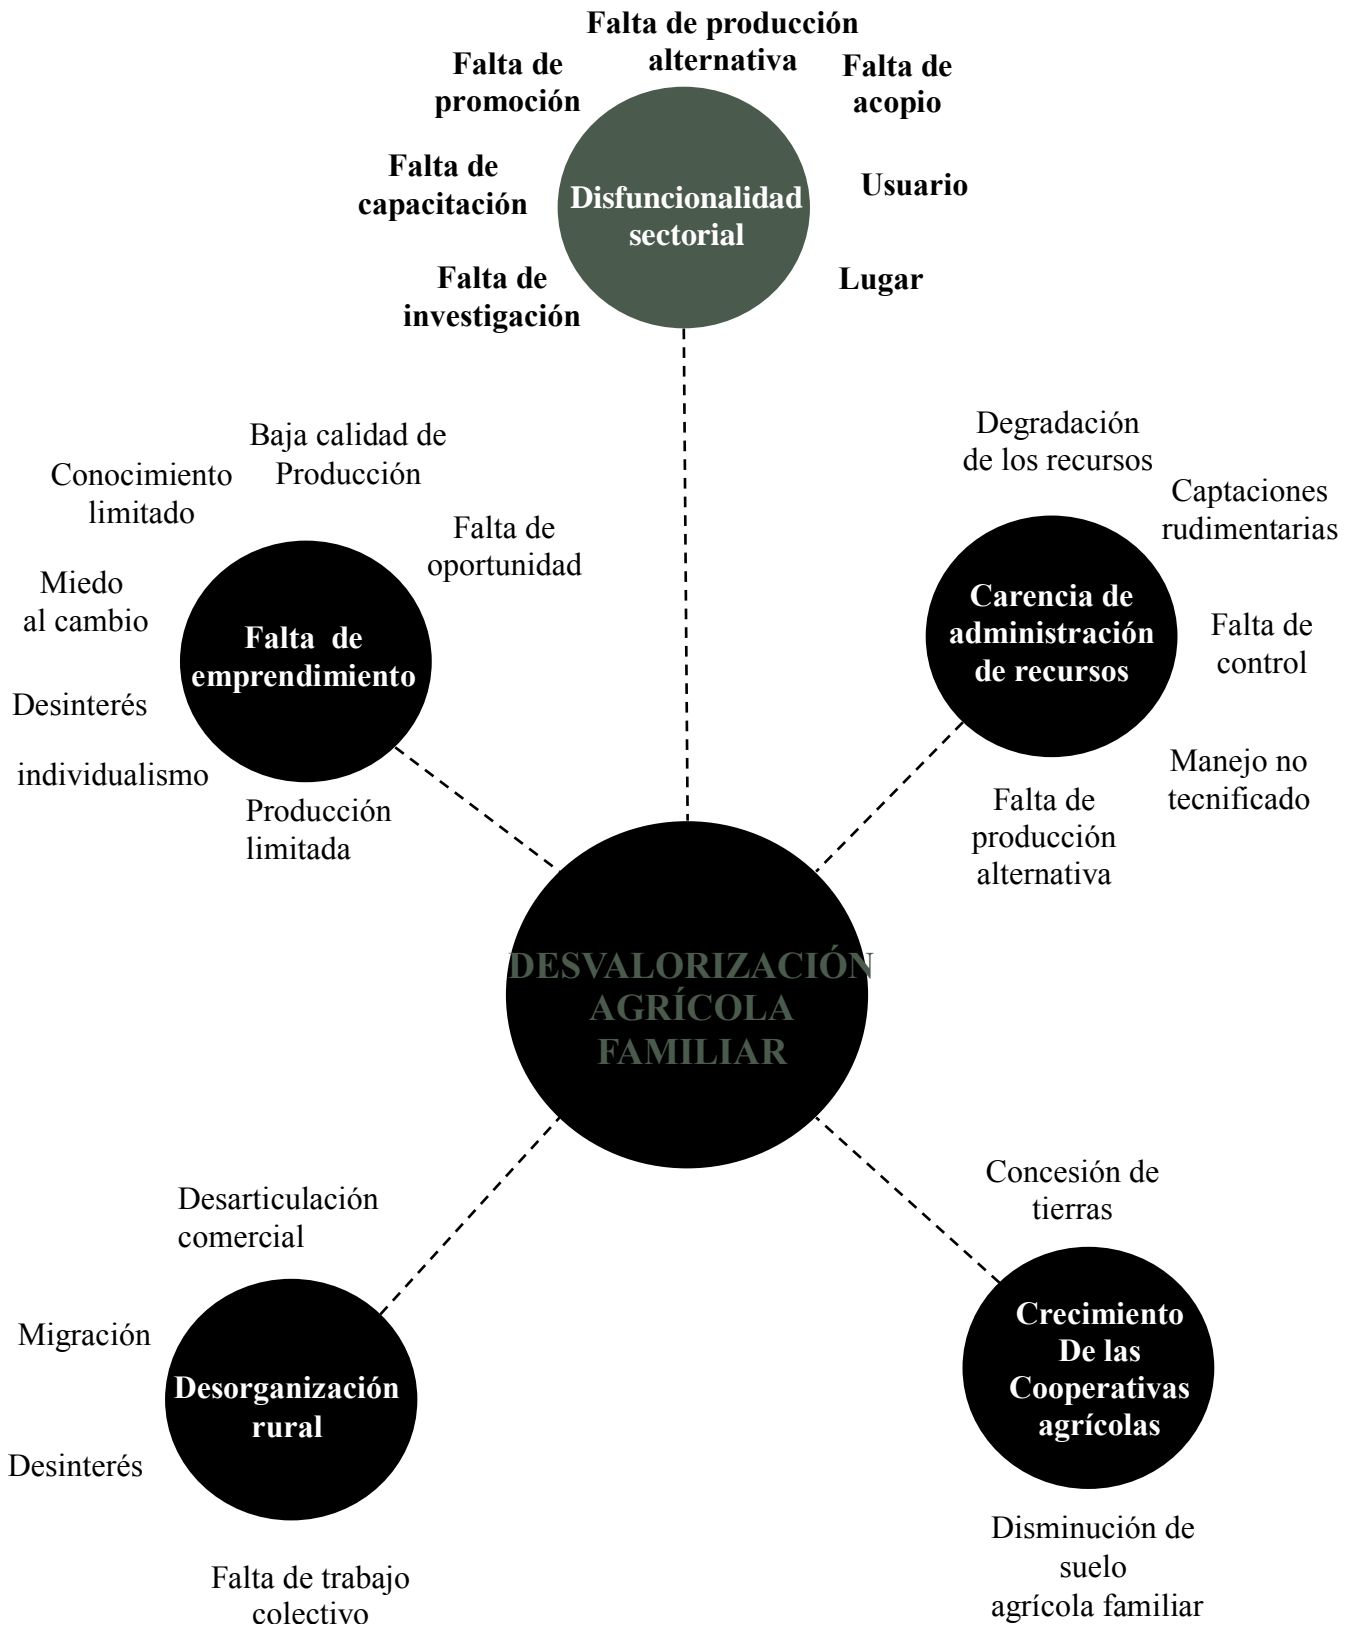 Falta de producción
alternativa
Falta de
promoción
Falta de
acopio
Falta de
capacitación
Usuario
Disfuncionalidad
sectorial
Falta de
investigación
Lugar
Baja calidad de
Producción
Conocimiento
limitado
Falta de
oportunidad
Miedo
al cambio
Falta de
emprendimiento
Desinterés
individualismo
Producción
limitada
Degradación
de los recursos
Captaciones
rudimentarias
Carencia de
administración
de recursos
Falta de
control
Manejo no
tecnificado
Falta de
producción
alternativa
DESVALORIZACIÓN
AGRÍCOLA
FAMILIAR
Desarticulación
comercial
Migración
Desorganización
rural
Desinterés
Falta de trabajo
colectivo
Concesión de
tierras
Crecimiento
De las
Cooperativas
agrícolas
Disminución de
suelo
agrícola familiar